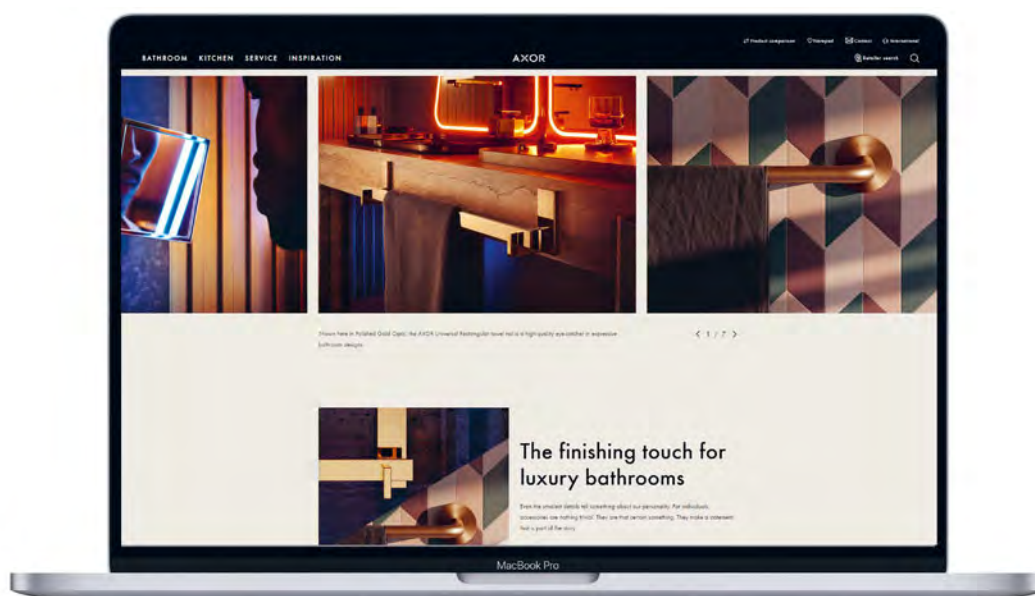 Product comparison Notepad Contact International
BATHROOM KITCHEN SERVICE INSPIRATION AXOR Retailer search
Shown here in Polished Gold Optic, the AXOR Universal Rectangular towel rail is a high-quality eye-catcher in expressive
bathroom designs.
1 / 7
The finishing touch for
luxury bathrooms
Even the smallest details tell something about our personality. For individuals,
accessories are nothing trivial. They are that certain something. They make a statement
that is part of the story.
MacBook Pro